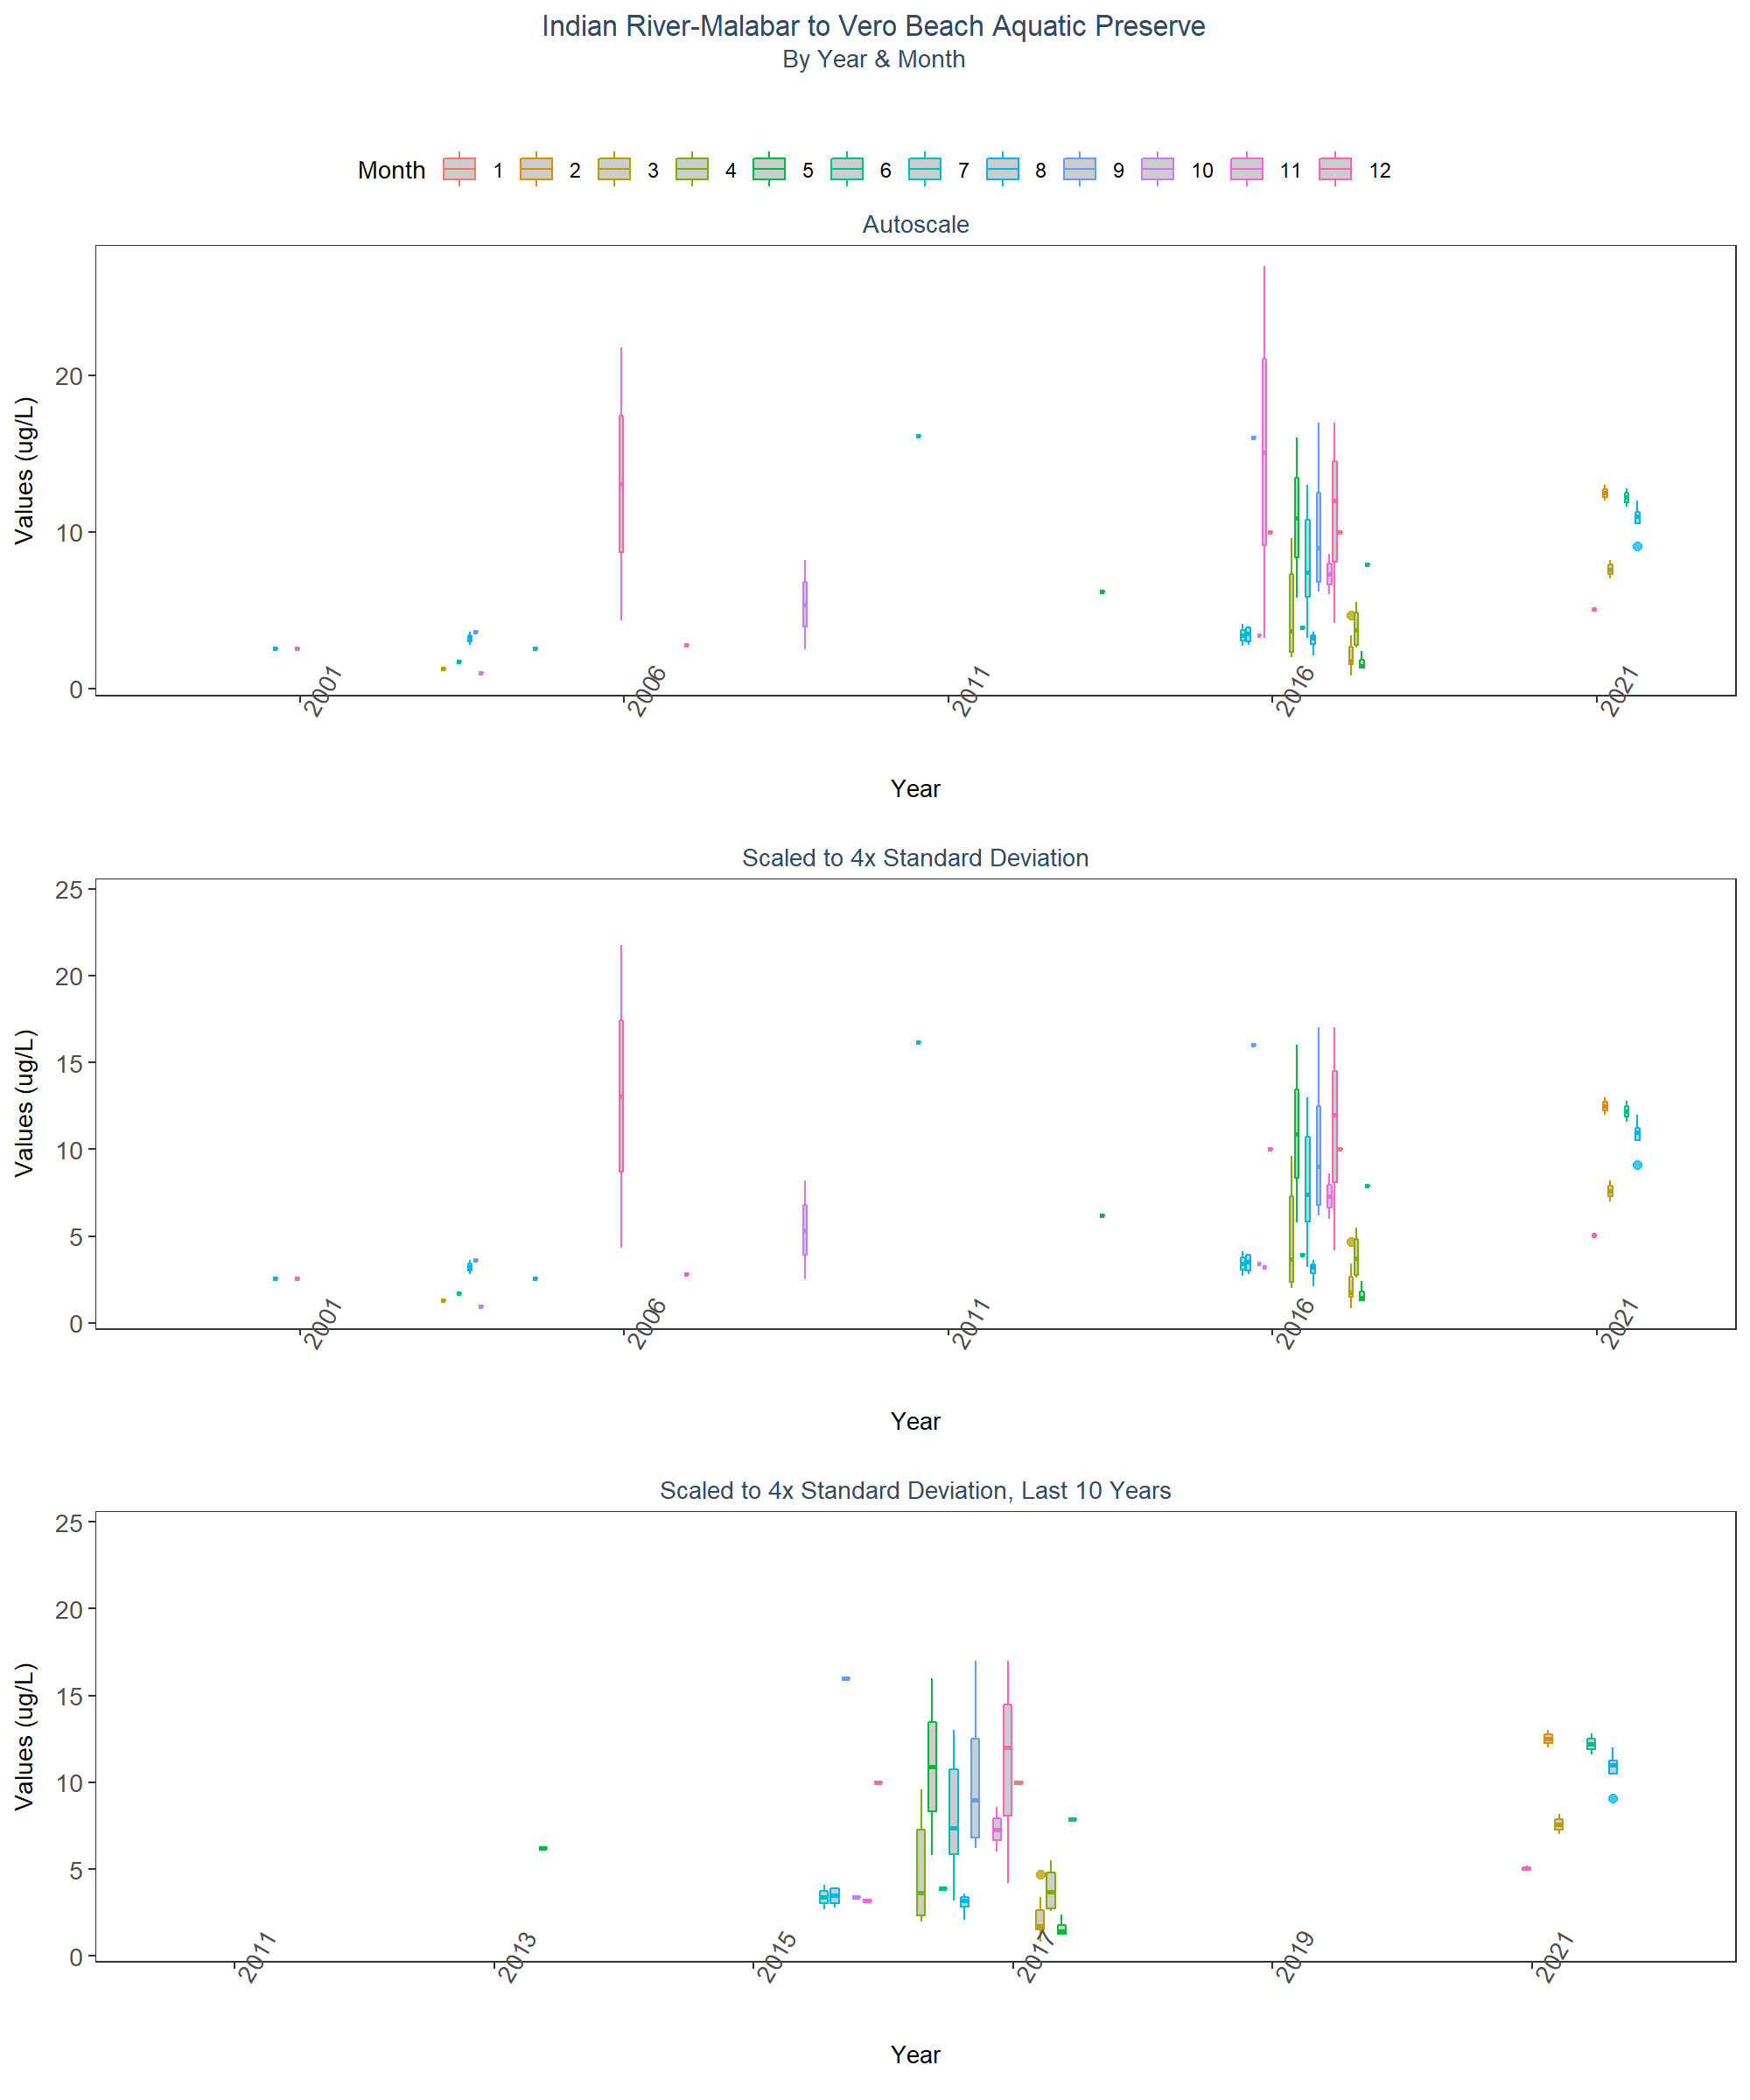 Indian River-Malabar to Vero Beach Aquatic Preserve
By Year & Month
Month 1 2 3 4 5 6 7 8 9 10 11 12
Autoscale
Values (ug/L)
20
10
0
2001 2006 2011 2016 2021
Year
Scaled to 4x Standard Deviation
Values (ug/L)
25
20
15
10
5
0
2001 2006 2011 2016 2021
Year
Scaled to 4x Standard Deviation, Last 10 Years
Values (ug/L)
25
20
15
10
5
0
2011 2013 2015 2017 2019 2021
Year